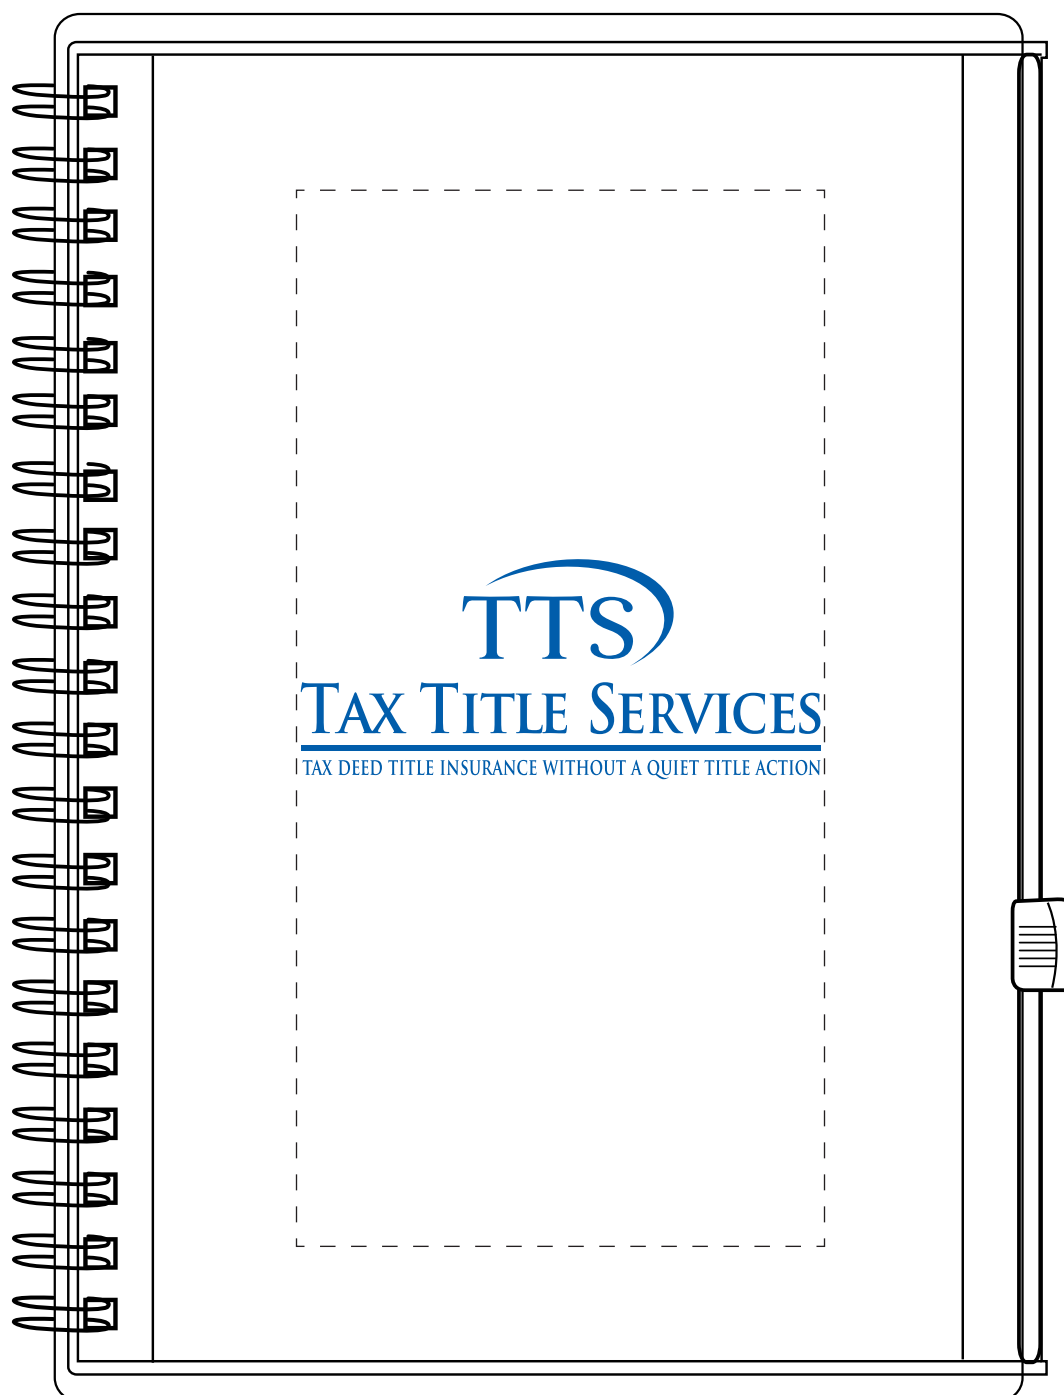 TTS
TAX TITLE SERVICES
TAX DEED TITLE INSURANCE WITHOUT A QUIET TITLE ACTION